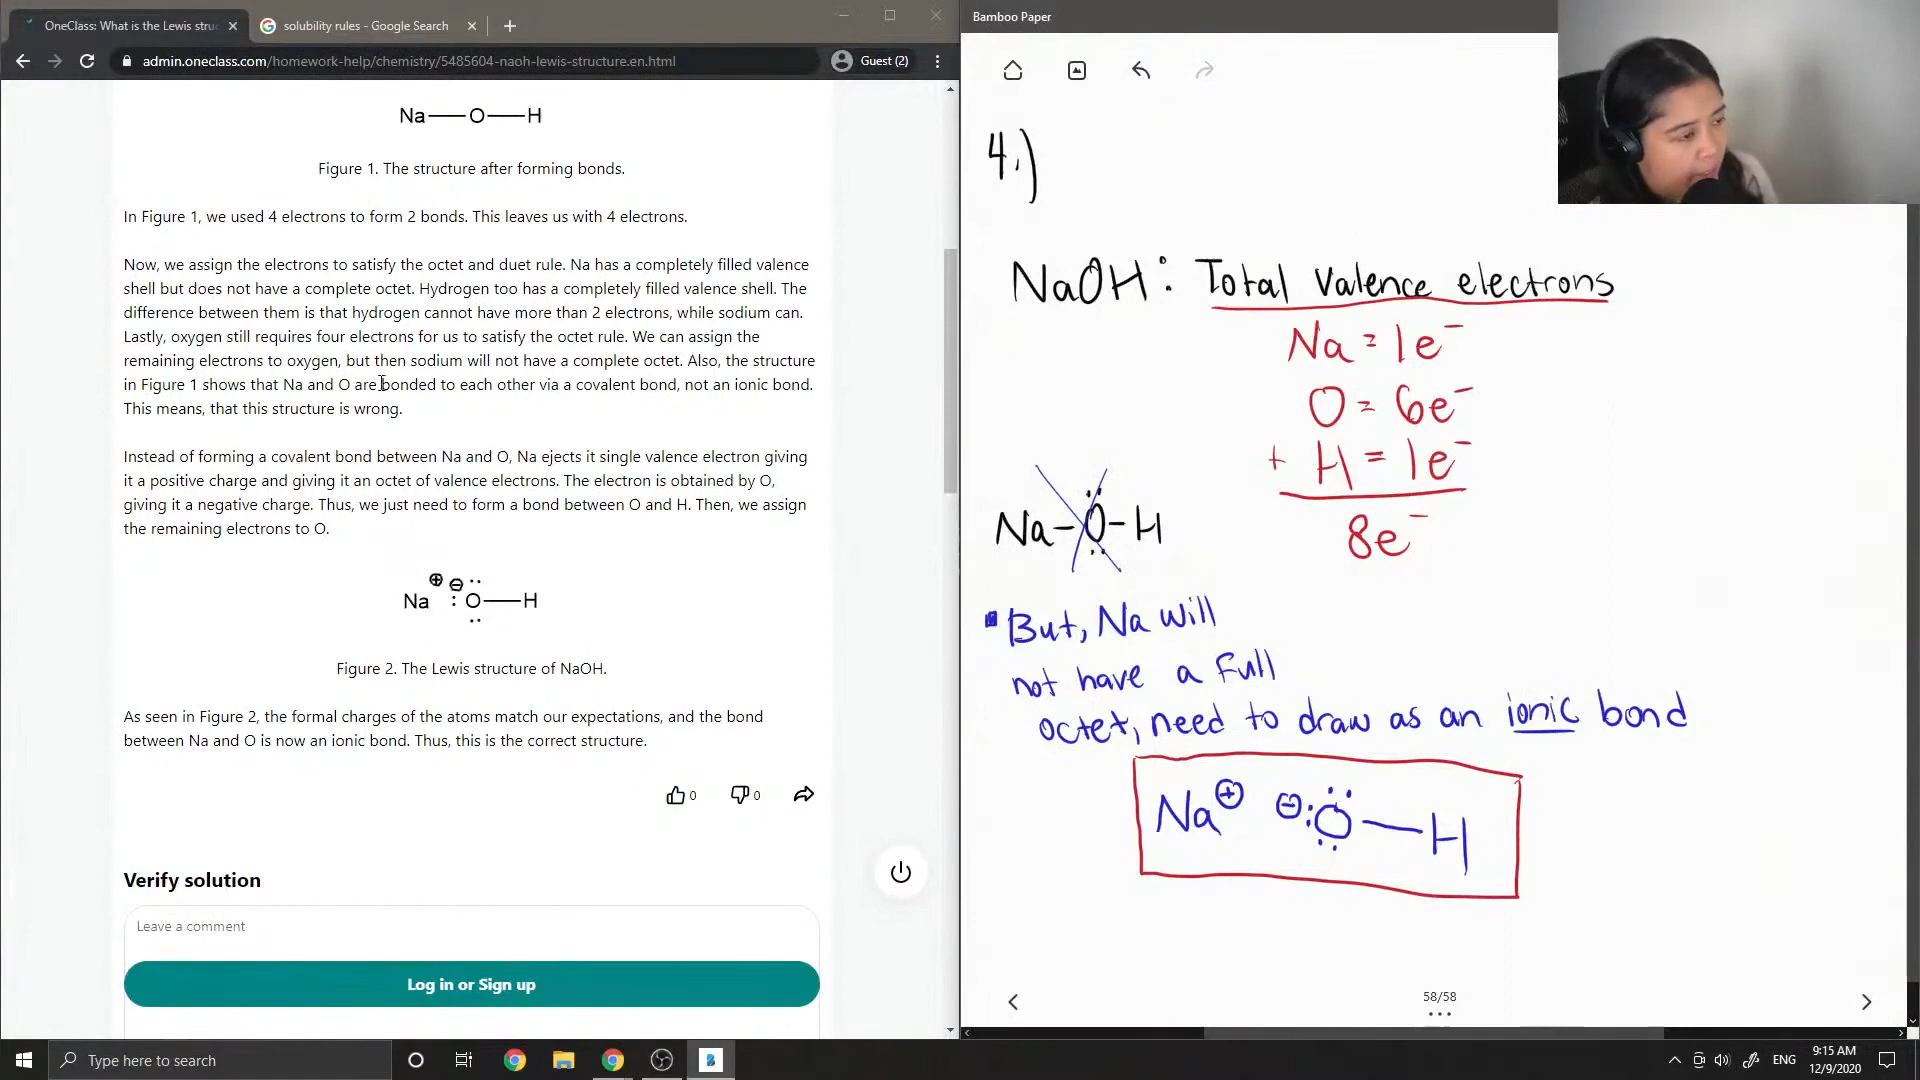 OneClass: What is the Lewis stru
solubility rules - Google Search
admin.oneclass.com/homework-help/chemistry/5485604-naoh-lewis-structure.en.html
Guest (2)
Na—O—H
Figure 1. The structure after forming bonds.
In Figure 1, we used 4 electrons to form 2 bonds. This leaves us with 4 electrons.
Now, we assign the electrons to satisfy the octet and duet rule. Na has a completely filled valence
shell but does not have a complete octet. Hydrogen too has a completely filled valence shell. The
difference between them is that hydrogen cannot have more than 2 electrons, while sodium can.
Lastly, oxygen still requires four electrons for us to satisfy the octet rule. We can assign the
remaining electrons to oxygen, but then sodium will not have a complete octet. Also, the structure
in Figure 1 shows that Na and O are bonded to each other via a covalent bond, not an ionic bond.
This means, that this structure is wrong.
Instead of forming a covalent bond between Na and O, Na ejects it single valence electron giving
it a positive charge and giving it an octet of valence electrons. The electron is obtained by O,
giving it a negative charge. Thus, we just need to form a bond between O and H. Then, we assign
the remaining electrons to O.
Na ⊕ ⊖ :O—H
Figure 2. The Lewis structure of NaOH.
As seen in Figure 2, the formal charges of the atoms match our expectations, and the bond
between Na and O is now an ionic bond. Thus, this is the correct structure.
0
0
Verify solution
Leave a comment
Log in or Sign up
Bamboo Paper
4.)
NaOH: Total Valence electrons
Na = 1e⁻
O = 6e⁻
+ H = 1e⁻
8e⁻
Na-O-H
But, Na will
not have a full
octet, need to draw as an ionic bond
Na⊕ ⊖:O—H
58/58
Type here to search
ENG
9:15 AM
12/9/2020